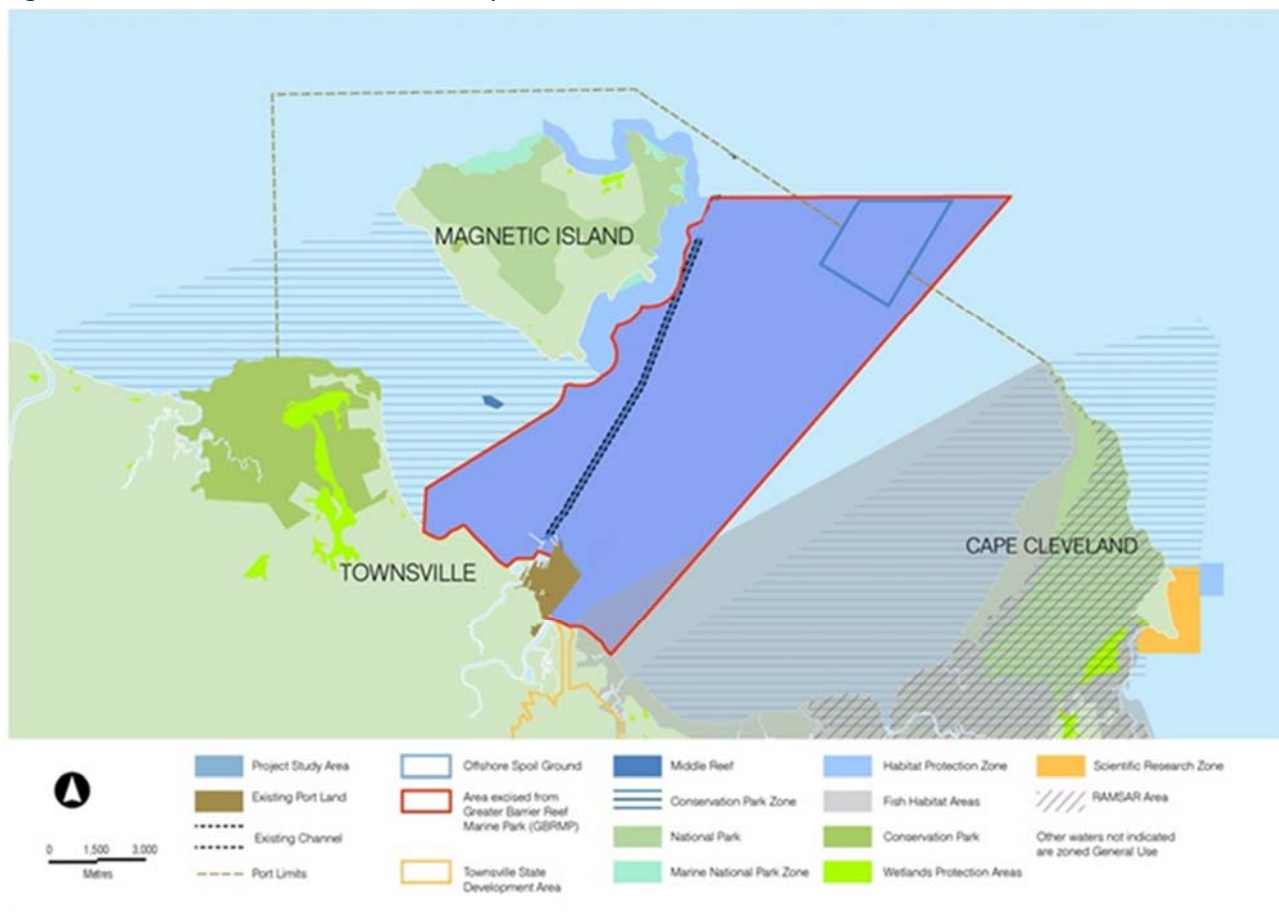 MAGNETIC ISLAND
CAPE CLEVELAND
TOWNSVILLE
0 1,500 3,000
Metres
Project Study Area
Existing Port Land
Existing Channel
Port Limits
Offshore Spoil Ground
Area excised from
Greater Barrier Reef
Marine Park (GBRMP)
Townsville State
Development Area
Middle Reef
Conservation Park Zone
National Park
Marine National Park Zone
Habitat Protection Zone
Fish Habitat Areas
Conservation Park
Wetlands Protection Areas
Scientific Research Zone
RAMSAR Area
Other waters not indicated
are zoned General Use